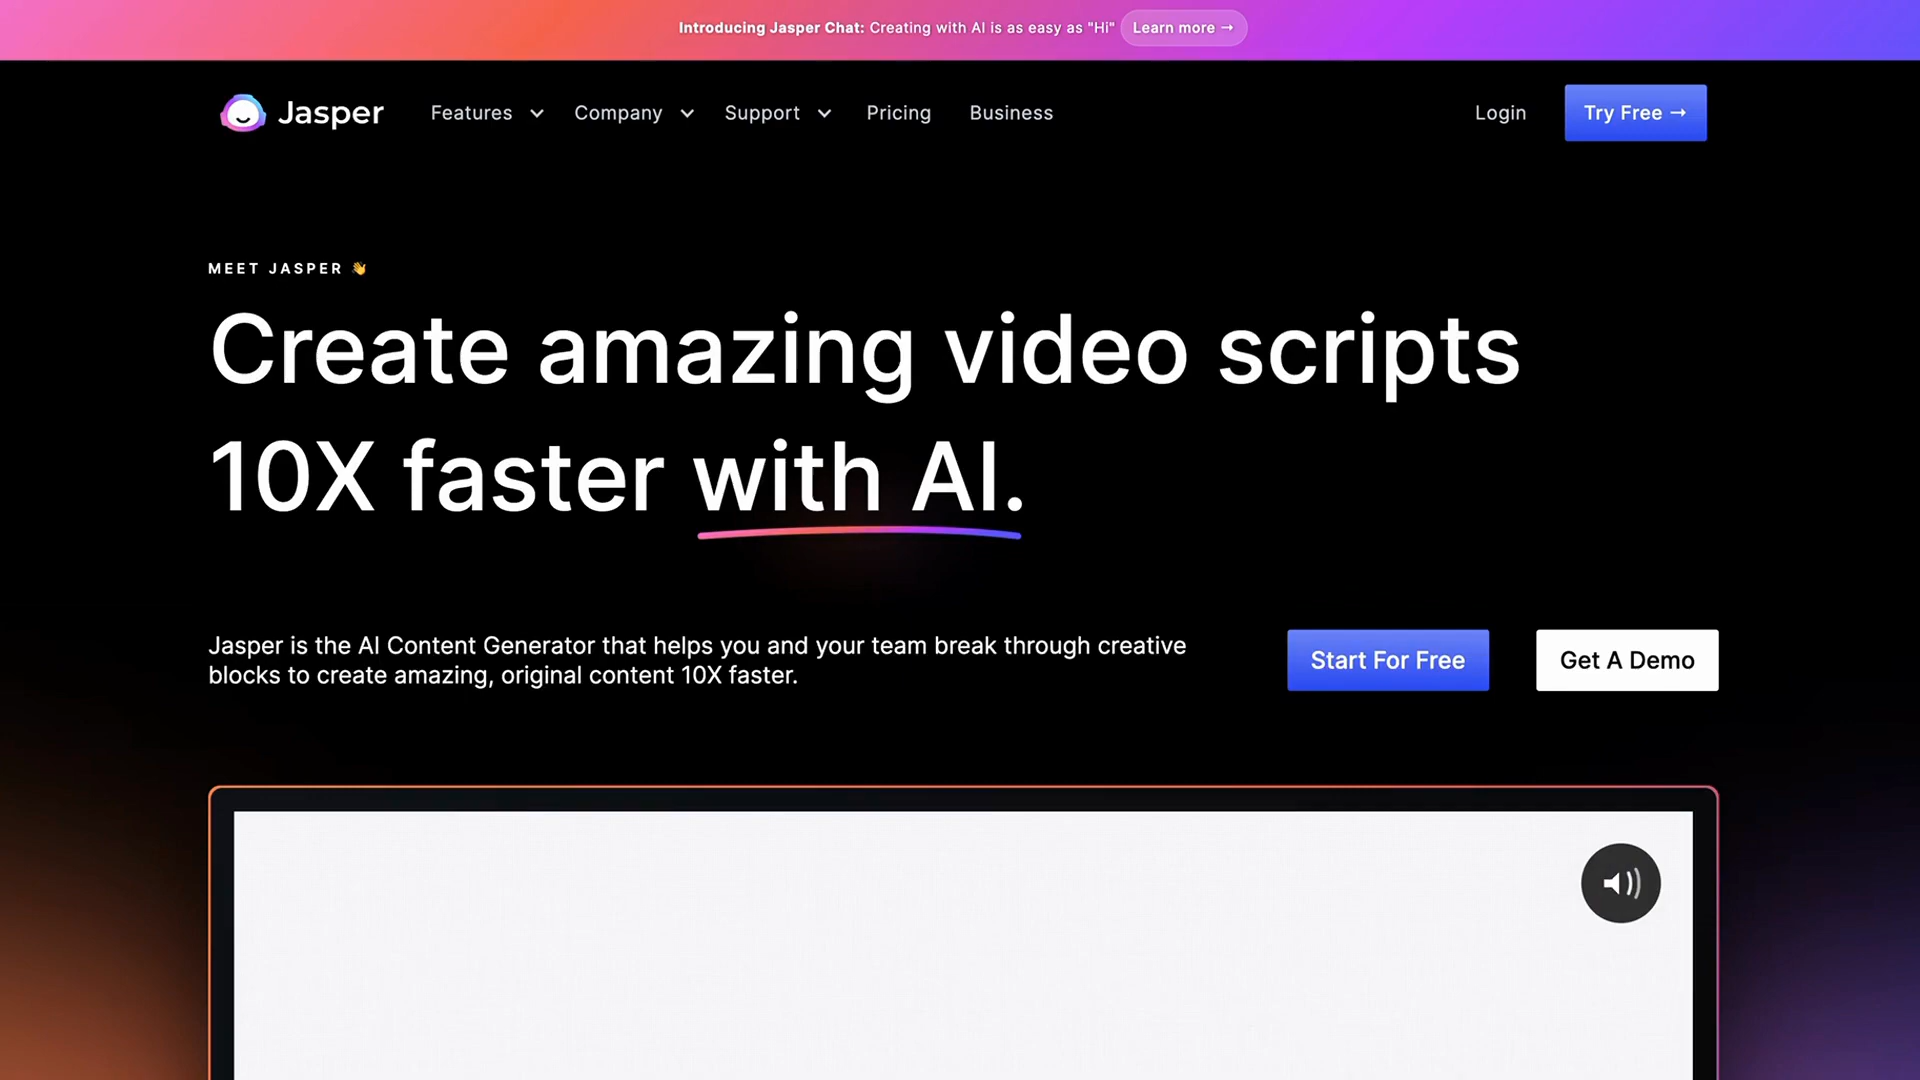 Introducing Jasper Chat: Creating with AI is as easy as "Hi" Learn more →
Jasper Features Company Support Pricing Business Login Try Free →
MEET JASPER 👋
Create amazing video scripts
10X faster with AI.
Jasper is the AI Content Generator that helps you and your team break through creative
blocks to create amazing, original content 10X faster.
Start For Free Get A Demo